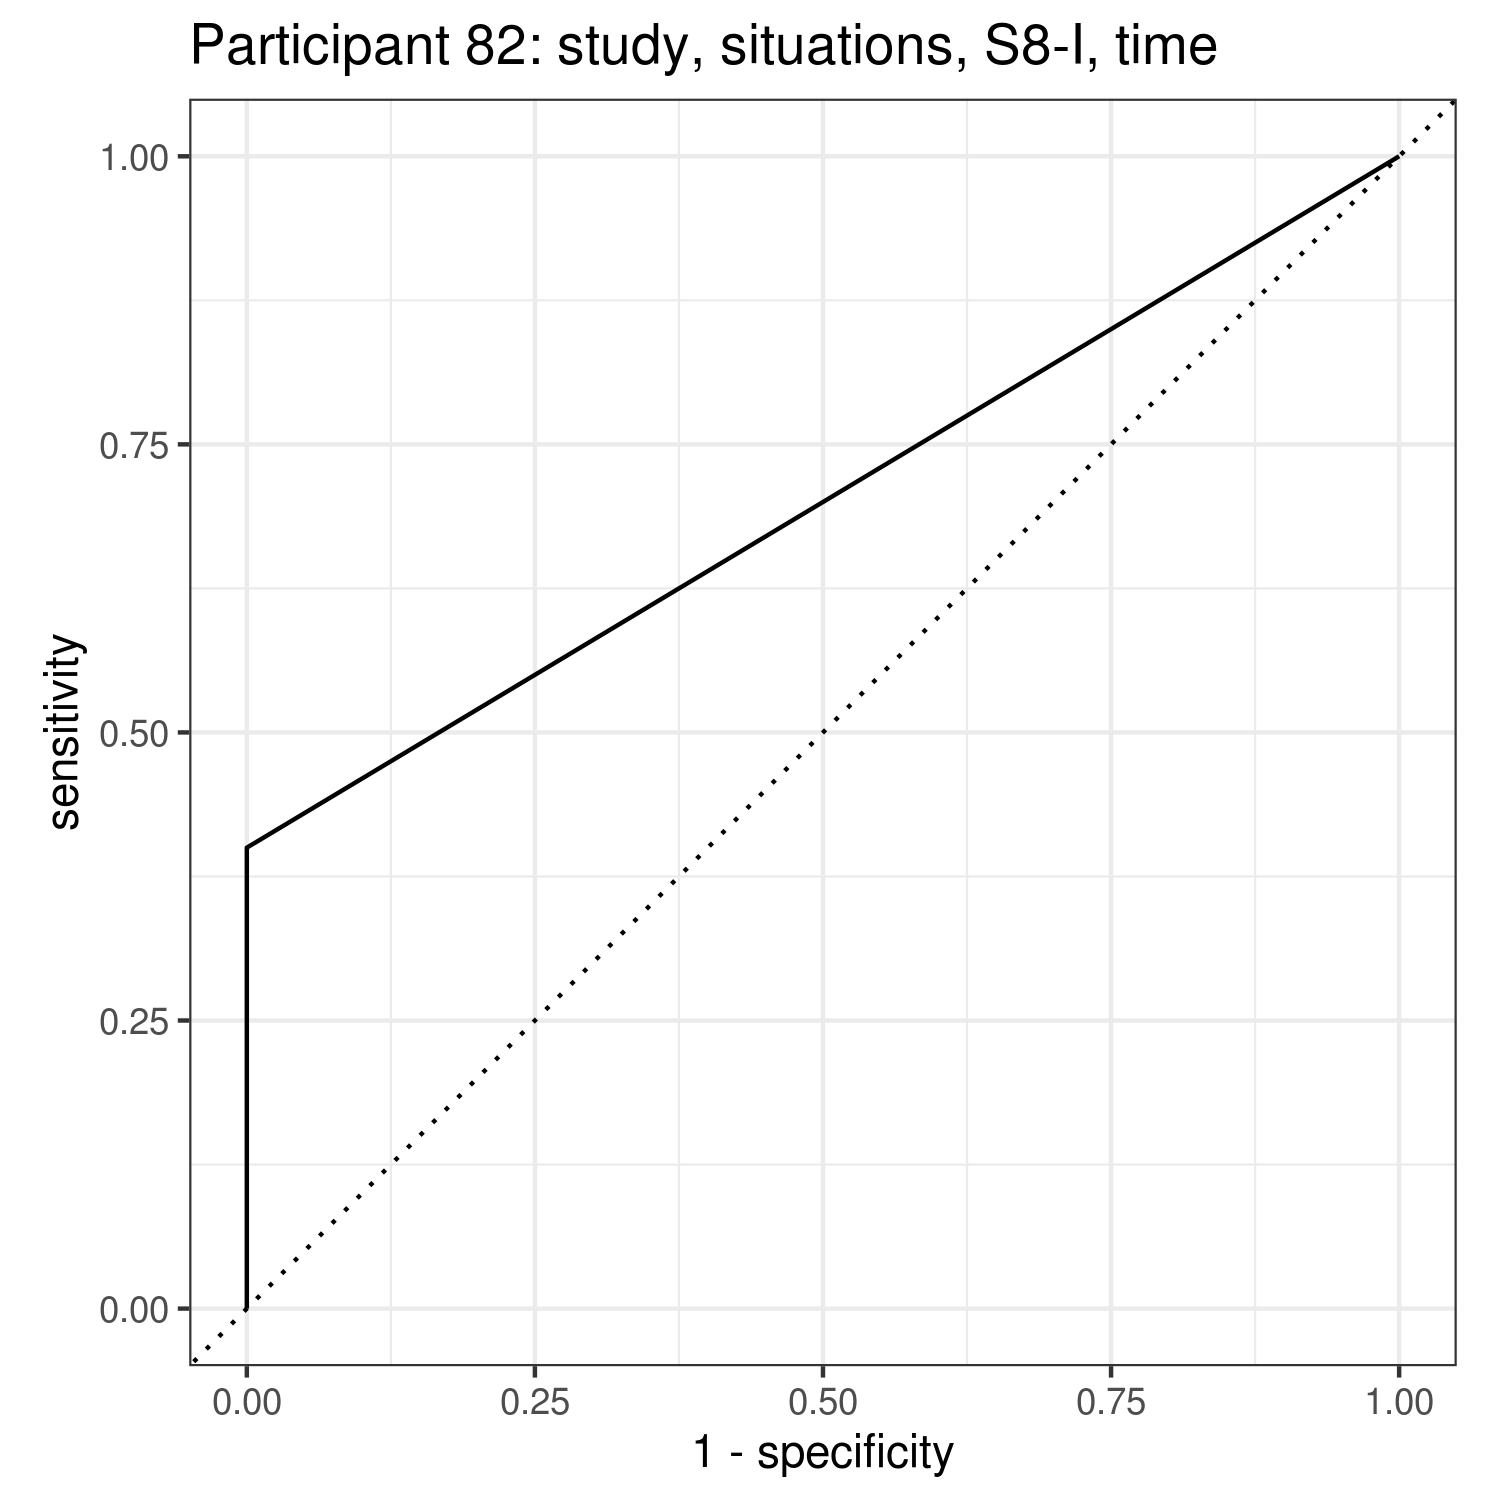 Participant 82: study, situations, S8-I, time
1.00
0.75
0.50
0.25
0.00
sensitivity
0.00 0.25 0.50 0.75 1.00
1 - specificity